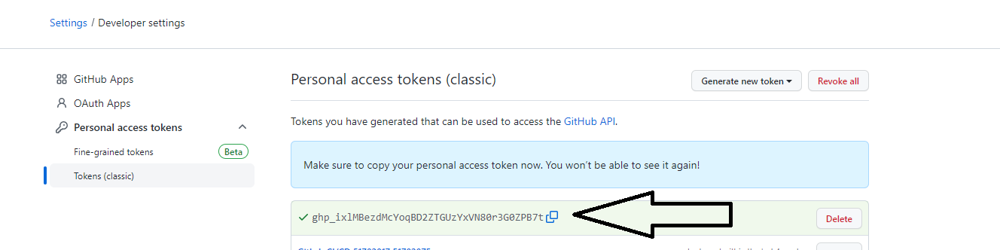 Settings / Developer settings
GitHub Apps
OAuth Apps
Personal access tokens
Fine-grained tokens Beta
Tokens (classic)
Personal access tokens (classic) Generate new token Revoke all
Tokens you have generated that can be used to access the GitHub API.
Make sure to copy your personal access token now. You won't be able to see it again!
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 Delete